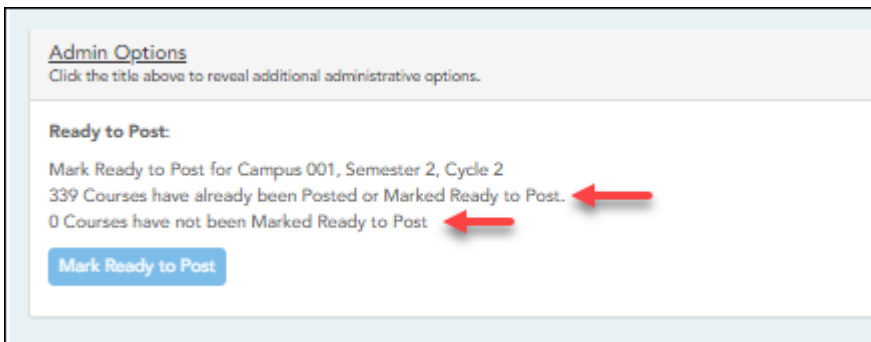 Admin Options
Click the title above to reveal additional administrative options.
Ready to Post:
Mark Ready to Post for Campus 001, Semester 2, Cycle 2
339 Courses have already been Posted or Marked Ready to Post.
0 Courses have not been Marked Ready to Post
Mark Ready to Post